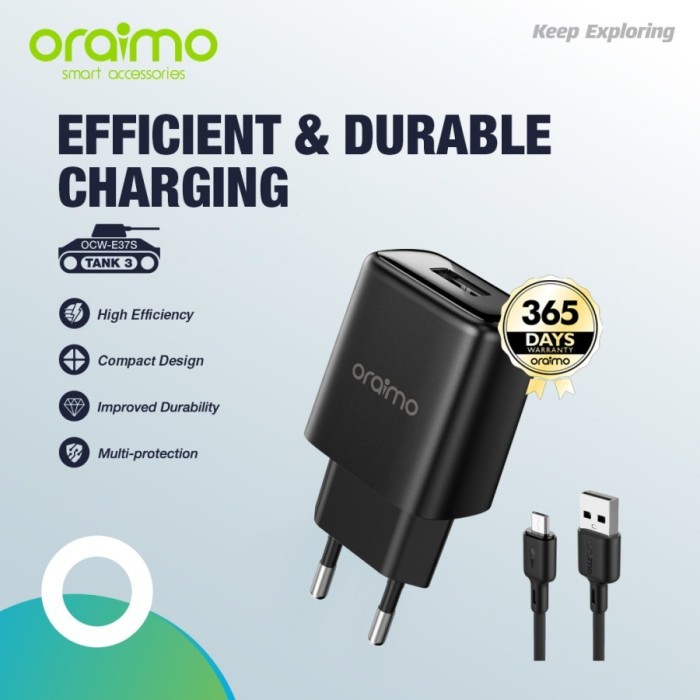 oraimo
smart accessories
Keep Exploring
EFFICIENT & DURABLE
CHARGING
OCW-E37S
TANK 3
High Efficiency
Compact Design
Improved Durability
Multi-protection
oraimo
365
DAYS
WARRANTY
oraimo
oraimo